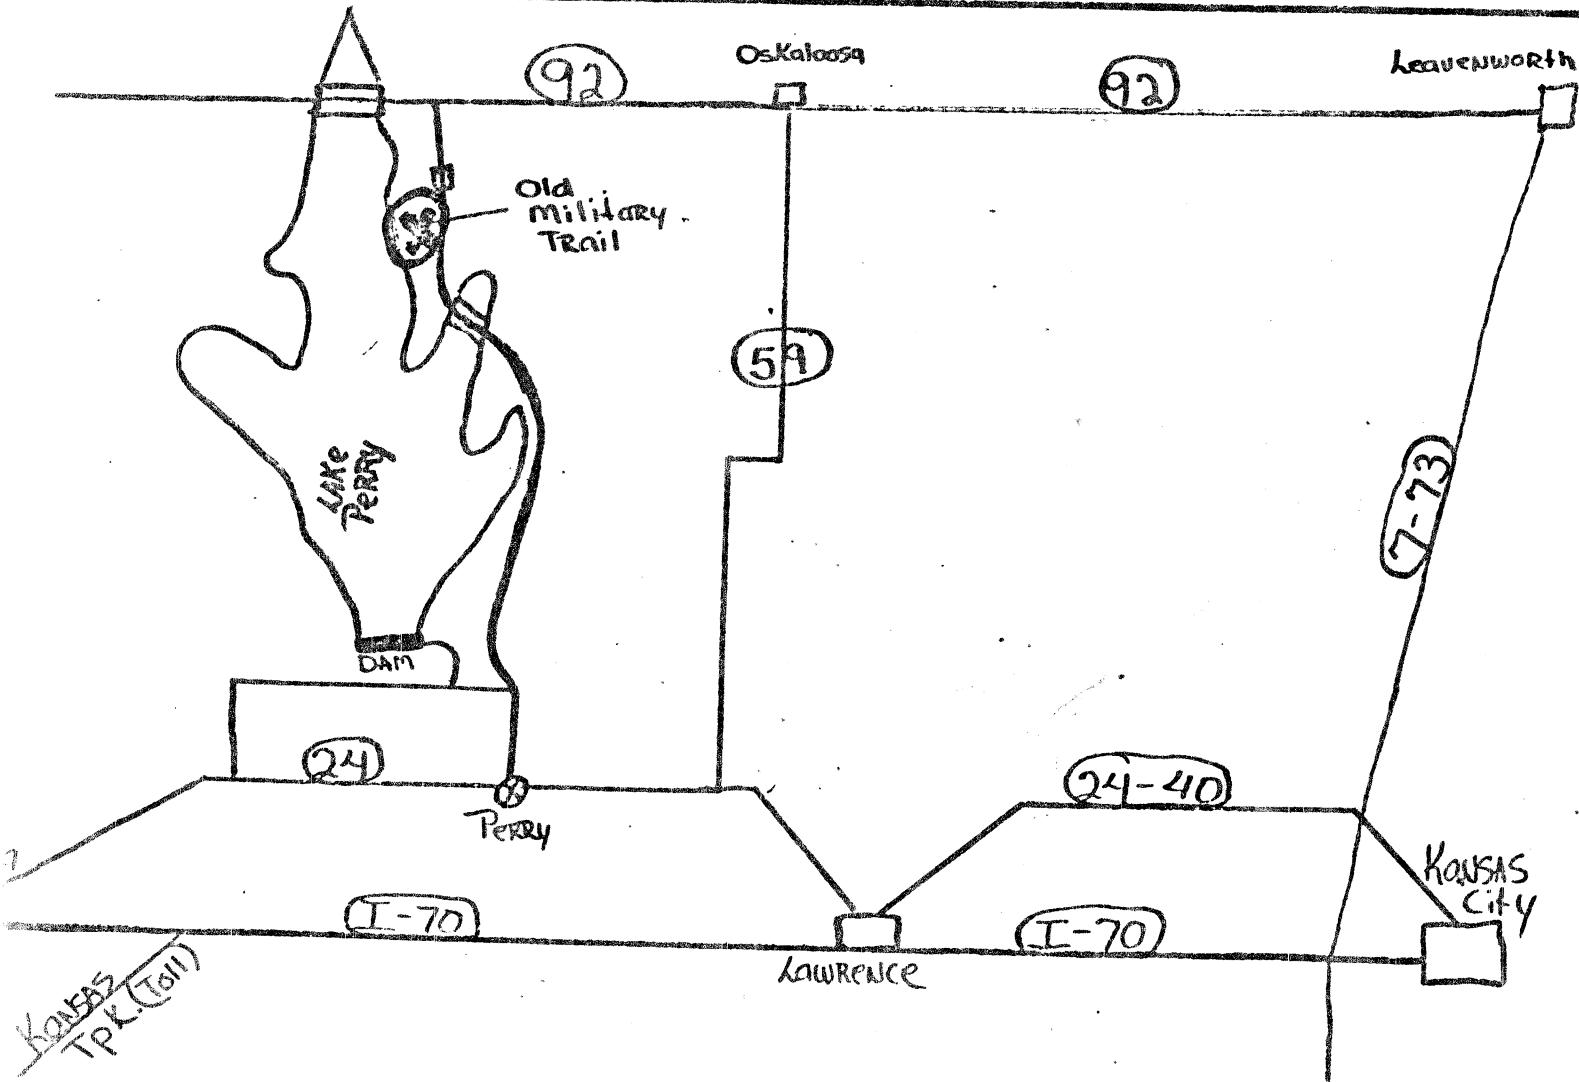 Oskaloosa
Leavenworth
92
92
Old
Military
Trail
59
LAKE
PERRY
7-73
DAM
24
24-40
PERRY
KANSAS
City
I-70
I-70
LAWRENCE
KANSAS
TPK. (Toll)